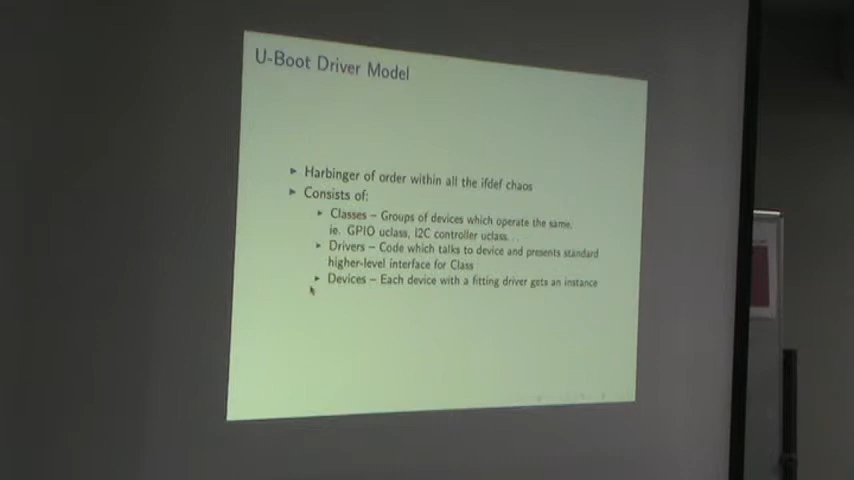 U-Boot Driver Model
Harbinger of order within all the ifdef chaos
Consists of:
Classes – Groups of devices which operate the same,
ie. GPIO uclass, I2C controller uclass...
Drivers – Code which talks to device and presents standard
higher-level interface for Class
Devices – Each device with a fitting driver gets an instance